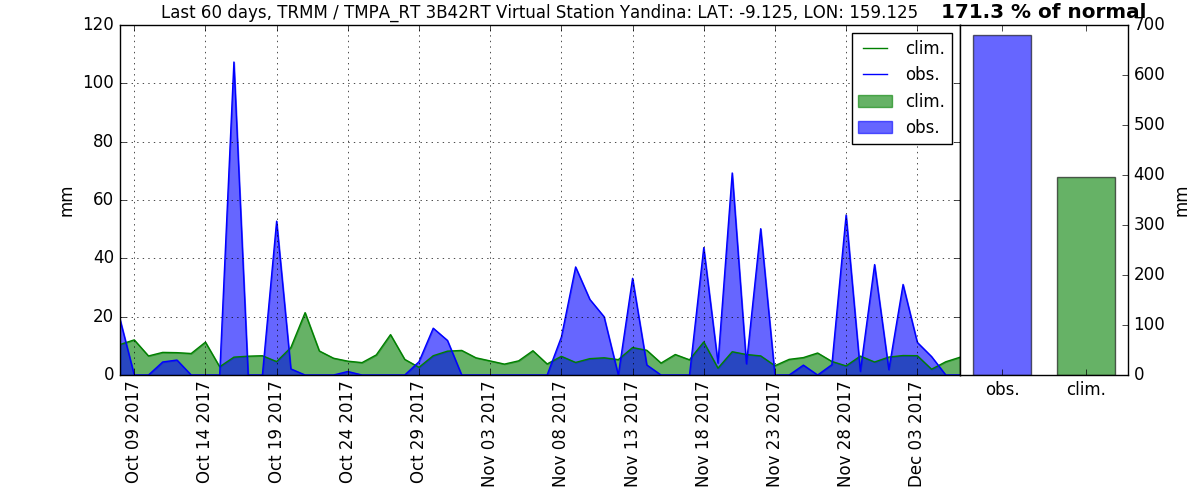 Last 60 days, TRMM / TMPA_RT 3B42RT Virtual Station Yandina: LAT: -9.125, LON: 159.125
171.3 % of normal
120
100
80
60
40
20
0
mm
clim.
obs.
clim.
obs.
700
600
500
400
300
200
100
0
mm
Oct 09 2017
Oct 14 2017
Oct 19 2017
Oct 24 2017
Oct 29 2017
Nov 03 2017
Nov 08 2017
Nov 13 2017
Nov 18 2017
Nov 23 2017
Nov 28 2017
Dec 03 2017
obs.
clim.